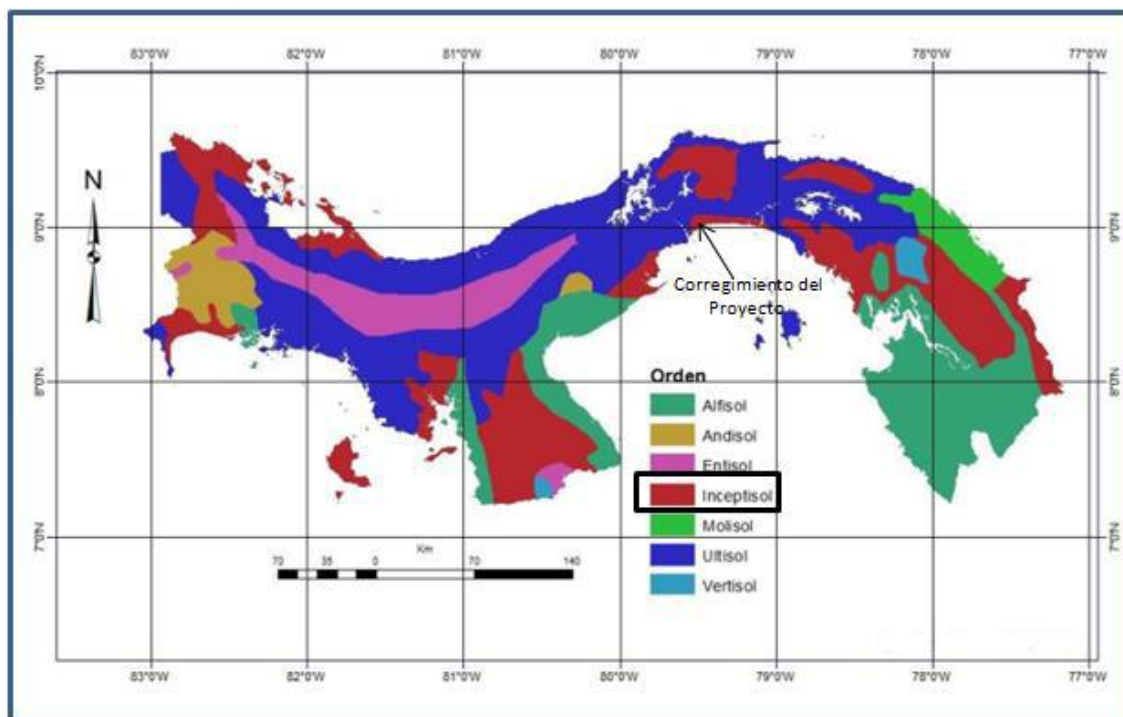 83°0'W 82°0'W 81°0'W 80°0'W 79°0'W 78°0'W 77°0'W
10°0'N
N
9°0'N 9°0'N
Corregimiento del
Proyecto
Orden
8°0'N 8°0'N
Alfisol
Andisol
Entisol
Inceptisol
Molisol
Ultisol
Vertisol
7°0'N 7°0'N
Km
70 35 0 70 140
83°0'W 82°0'W 81°0'W 80°0'W 79°0'W 78°0'W 77°0'W